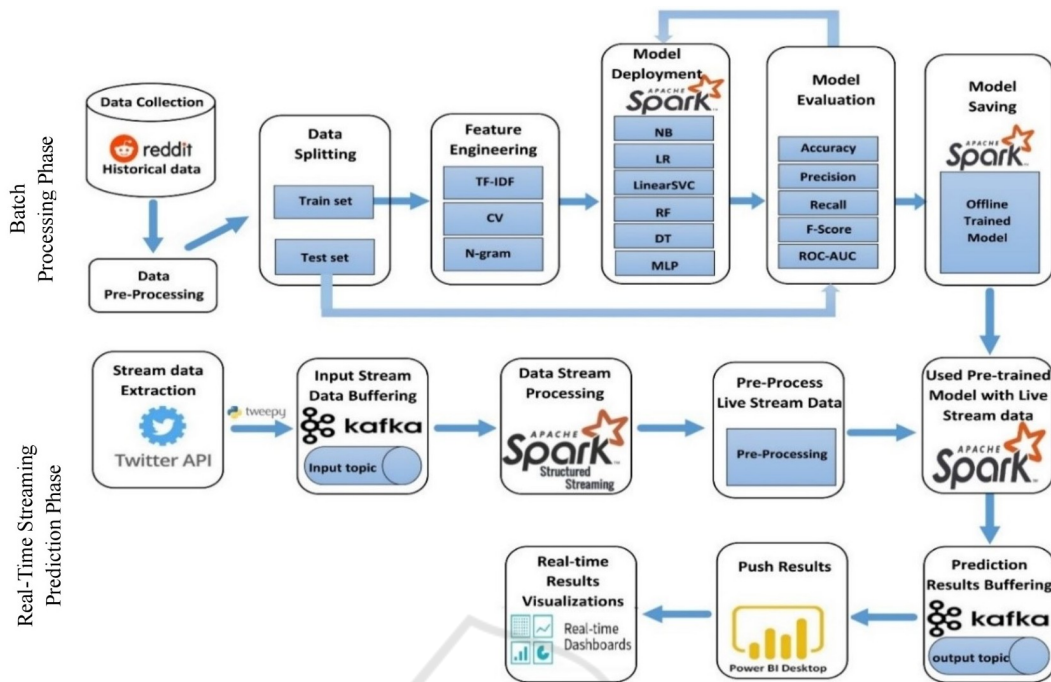 Batch
Processing Phase
Data Collection
reddit
Historical data
Data
Pre-Processing
Data
Splitting
Train set
Test set
Feature
Engineering
TF-IDF
CV
N-gram
Model
Deployment
APACHE
Spark
NB
LR
LinearSVC
RF
DT
MLP
Model
Evaluation
Accuracy
Precision
Recall
F-Score
ROC-AUC
Model
Saving
APACHE
Spark
Offline
Trained
Model
Real-Time Streaming
Prediction Phase
Stream data
Extraction
Twitter API
tweepy
Input Stream
Data Buffering
kafka
Input topic
Data Stream
Processing
APACHE
Spark
Structured
Streaming
Pre-Process
Live Stream Data
Pre-Processing
Used Pre-trained
Model with Live
Stream data
APACHE
Spark
Real-time
Results
Visualizations
Real-time
Dashboards
Push Results
Power BI Desktop
Prediction
Results Buffering
kafka
output topic